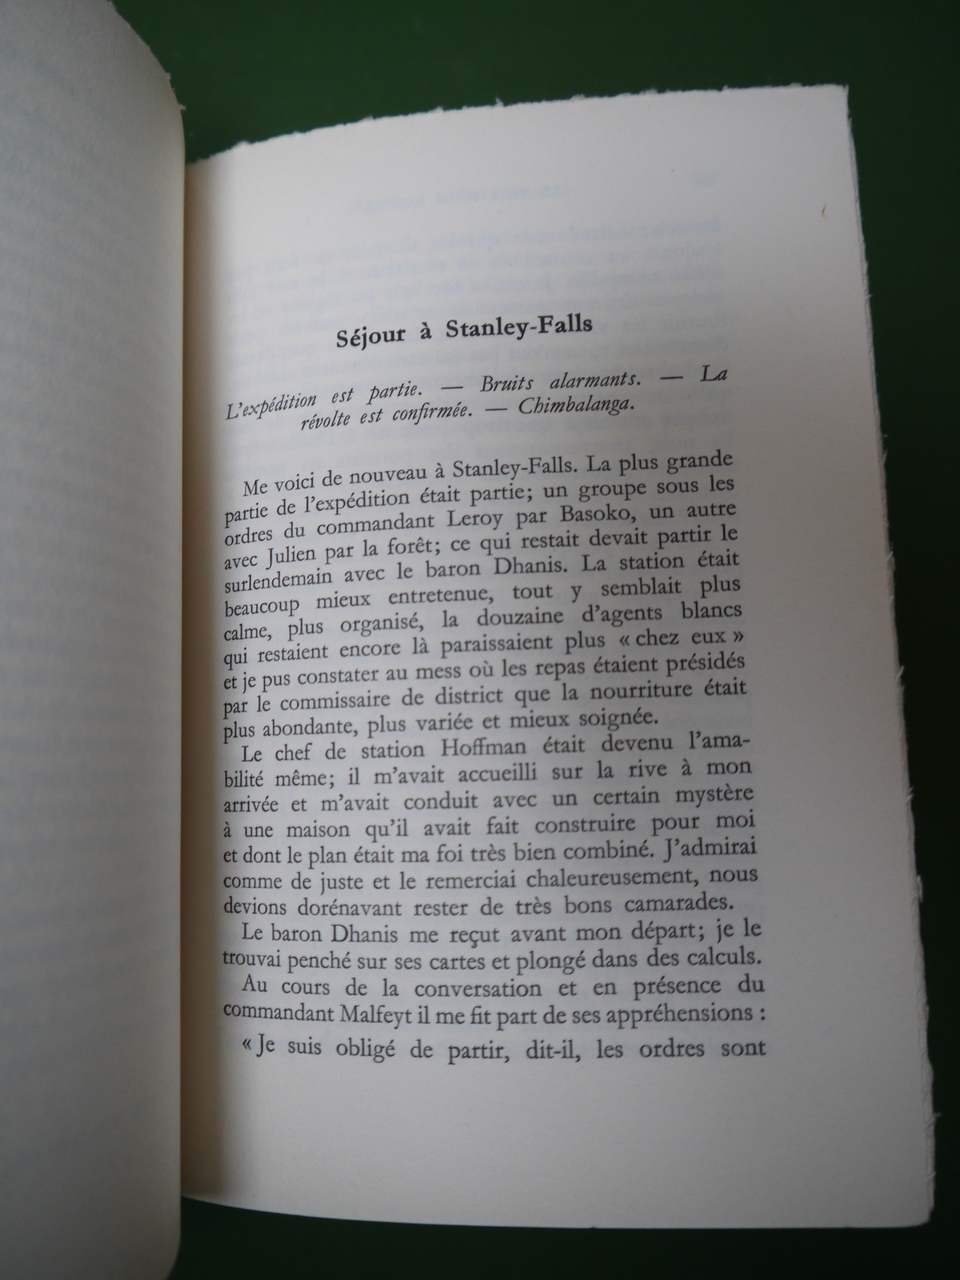 Séjour à Stanley-Falls
L'expédition est partie. — Bruits alarmants. — La
révolte est confirmée. — Chimbalanga.
Me voici de nouveau à Stanley-Falls. La plus grande
partie de l'expédition était partie; un groupe sous les
ordres du commandant Leroy par Basoko, un autre
avec Julien par la forêt; ce qui restait devait partir le
surlendemain avec le baron Dhanis. La station était
beaucoup mieux entretenue, tout y semblait plus
calme, plus organisé, la douzaine d'agents blancs
qui restaient encore là paraissaient plus « chez eux »
et je pus constater au mess où les repas étaient présidés
par le commissaire de district que la nourriture était
plus abondante, plus variée et mieux soignée.
Le chef de station Hoffman était devenu l'ama-
bilité même; il m'avait accueilli sur la rive à mon
arrivée et m'avait conduit avec un certain mystère
à une maison qu'il avait fait construire pour moi
et dont le plan était ma foi très bien combiné. J'admirai
comme de juste et le remerciai chaleureusement, nous
devions dorénavant rester de très bons camarades.
Le baron Dhanis me reçut avant mon départ; je le
trouvai penché sur ses cartes et plongé dans des calculs.
Au cours de la conversation et en présence du
commandant Malfeyt il me fit part de ses appréhensions :
« Je suis obligé de partir, dit-il, les ordres sont